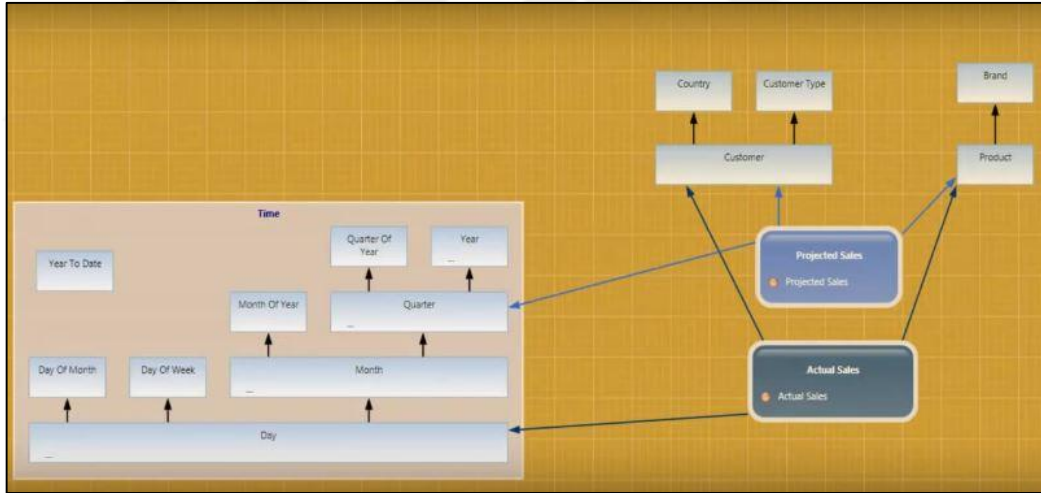 Country
Customer Type
Brand
Customer
Product
Time
Year To Date
Quarter Of
Year
Year
Month Of Year
Quarter
Day Of Month
Day Of Week
Month
Day
Projected Sales
Projected Sales
Actual Sales
Actual Sales